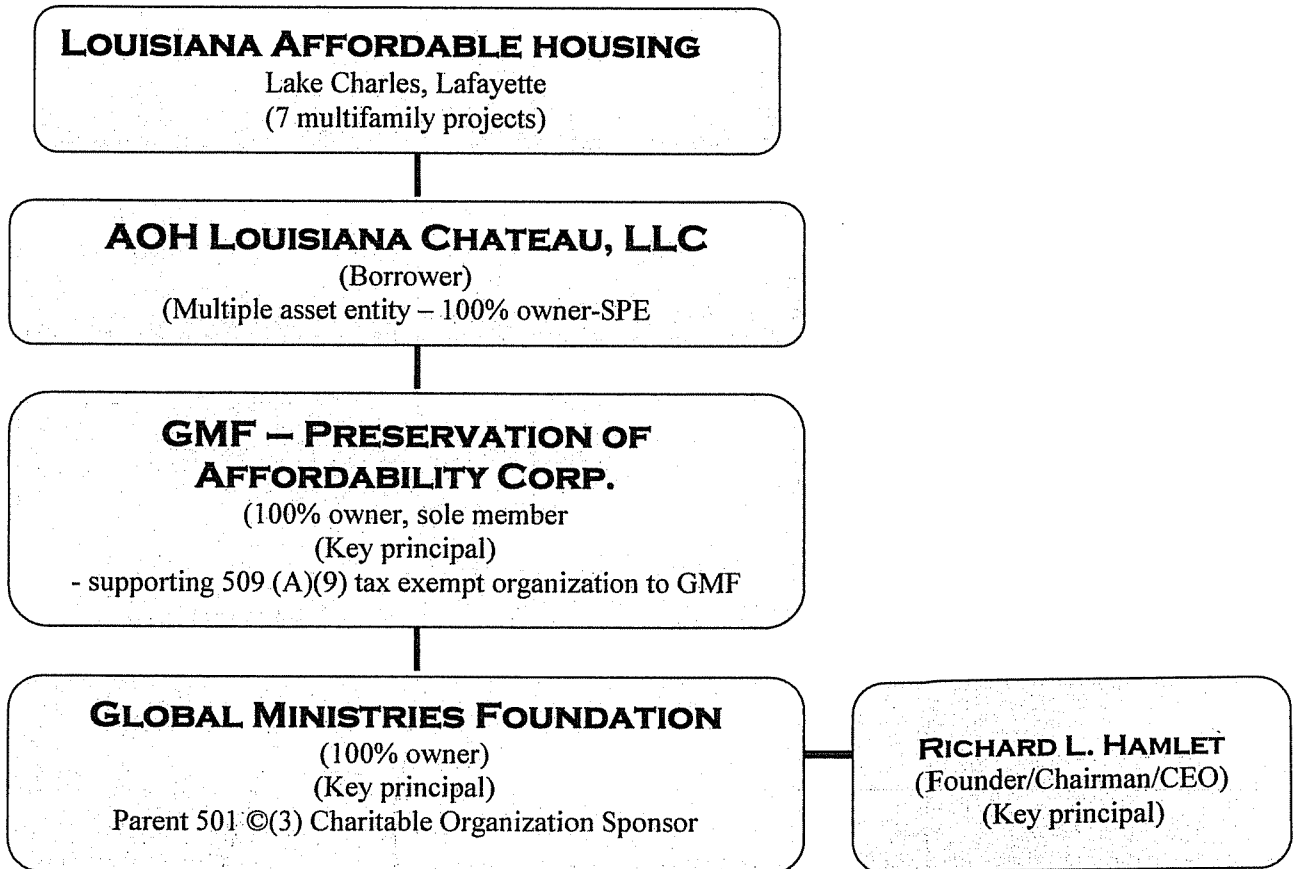 LOUISIANA AFFORDABLE HOUSING
Lake Charles, Lafayette
(7 multifamily projects)
AOH LOUISIANA CHATEAU, LLC
(Borrower)
(Multiple asset entity – 100% owner-SPE
GMF – PRESERVATION OF
AFFORDABILITY CORP.
(100% owner, sole member
(Key principal)
- supporting 509 (A)(9) tax exempt organization to GMF
GLOBAL MINISTRIES FOUNDATION
(100% owner)
(Key principal)
Parent 501 ©(3) Charitable Organization Sponsor
RICHARD L. HAMLET
(Founder/Chairman/CEO)
(Key principal)